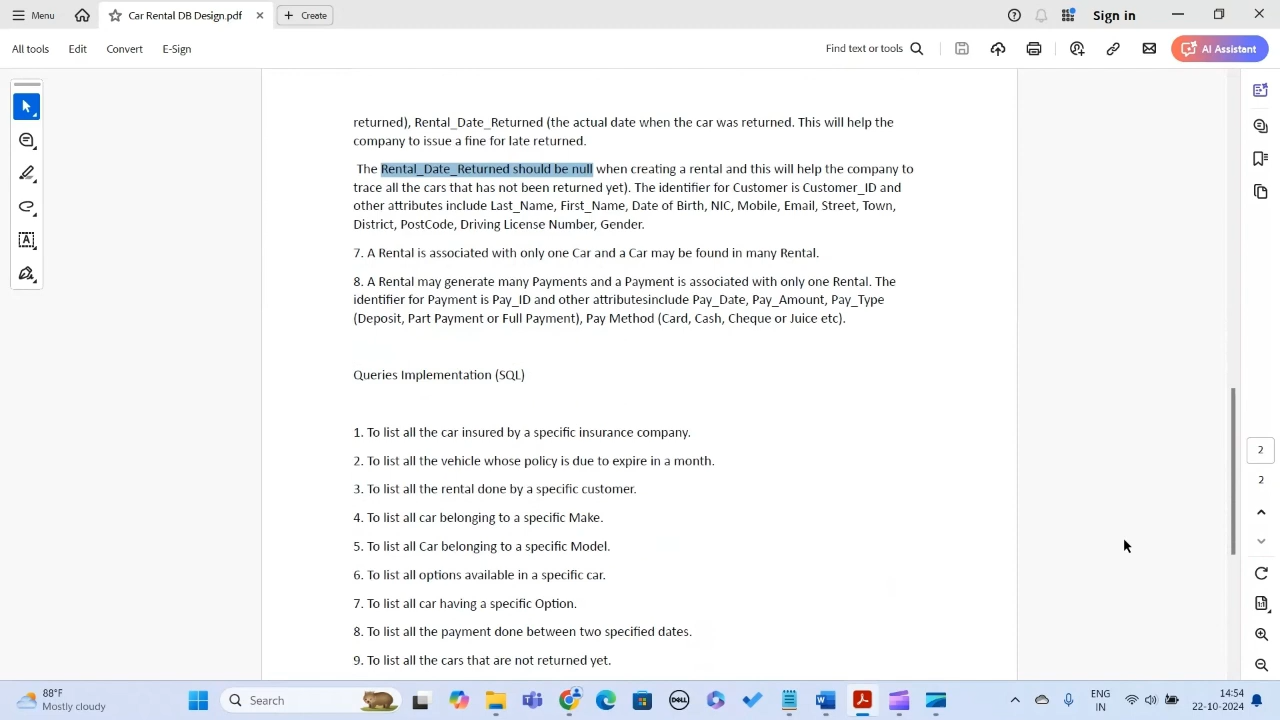 Menu
Car Rental DB Design.pdf
Create
Sign in
All tools
Edit
Convert
E-Sign
Find text or tools
AI Assistant
returned), Rental_Date_Returned (the actual date when the car was returned. This will help the
company to issue a fine for late returned.
The Rental_Date_Returned should be null when creating a rental and this will help the company to
trace all the cars that has not been returned yet). The identifier for Customer is Customer_ID and
other attributes include Last_Name, First_Name, Date of Birth, NIC, Mobile, Email, Street, Town,
District, PostCode, Driving License Number, Gender.
7. A Rental is associated with only one Car and a Car may be found in many Rental.
8. A Rental may generate many Payments and a Payment is associated with only one Rental. The
identifier for Payment is Pay_ID and other attributesinclude Pay_Date, Pay_Amount, Pay_Type
(Deposit, Part Payment or Full Payment), Pay Method (Card, Cash, Cheque or Juice etc).
Queries Implementation (SQL)
1. To list all the car insured by a specific insurance company.
2. To list all the vehicle whose policy is due to expire in a month.
3. To list all the rental done by a specific customer.
4. To list all car belonging to a specific Make.
5. To list all Car belonging to a specific Model.
6. To list all options available in a specific car.
7. To list all car having a specific Option.
8. To list all the payment done between two specified dates.
9. To list all the cars that are not returned yet.
2
2
88°F
Mostly cloudy
Search
DELL
ENG
IN
14:54
22-10-2024